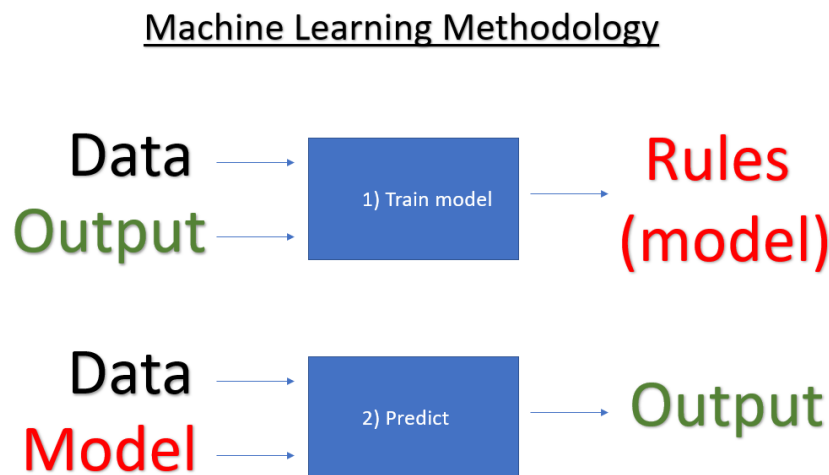 Machine Learning Methodology
Data
Output
1) Train model
Rules
(model)
Data
Model
2) Predict
Output